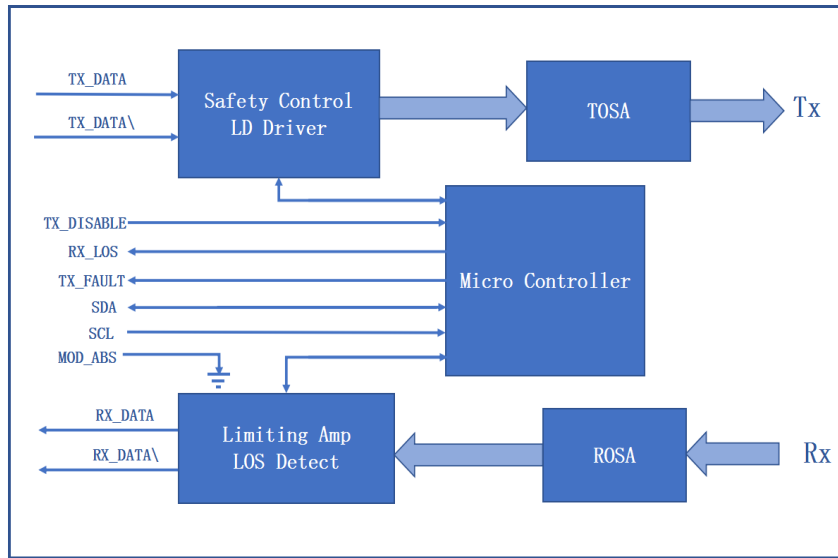 TX_DATA
TX_DATA\
Safety Control
LD Driver
TOSA
Tx
TX_DISABLE
RX_LOS
TX_FAULT
SDA
SCL
MOD_ABS
Micro Controller
RX_DATA
RX_DATA\
Limiting Amp
LOS Detect
ROSA
Rx